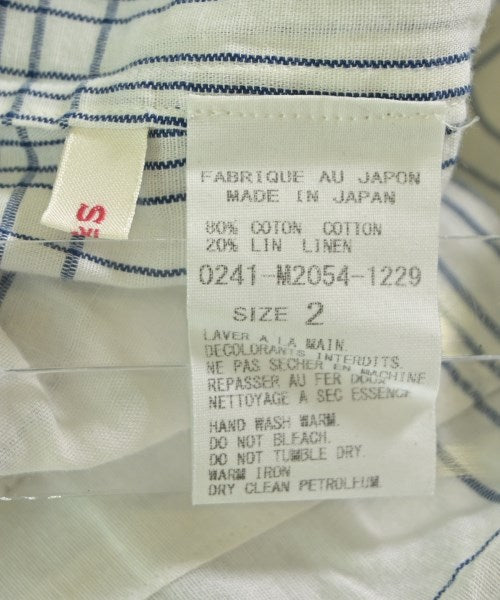 FABRIQUE AU JAPON
MADE IN JAPAN
80% COTON COTTON
20% LIN LINEN
0241-M2054-1229
SIZE 2
LAVER A LA MAIN.
DECOLORANTS INTERDITS.
NE PAS SECHER EN MACHINE
REPASSER AU FER DOUX
NETTOYAGE A SEC ESSENCE
HAND WASH WARM.
DO NOT BLEACH.
DO NOT TUMBLE DRY.
WARM IRON
DRY CLEAN PETROLEUM